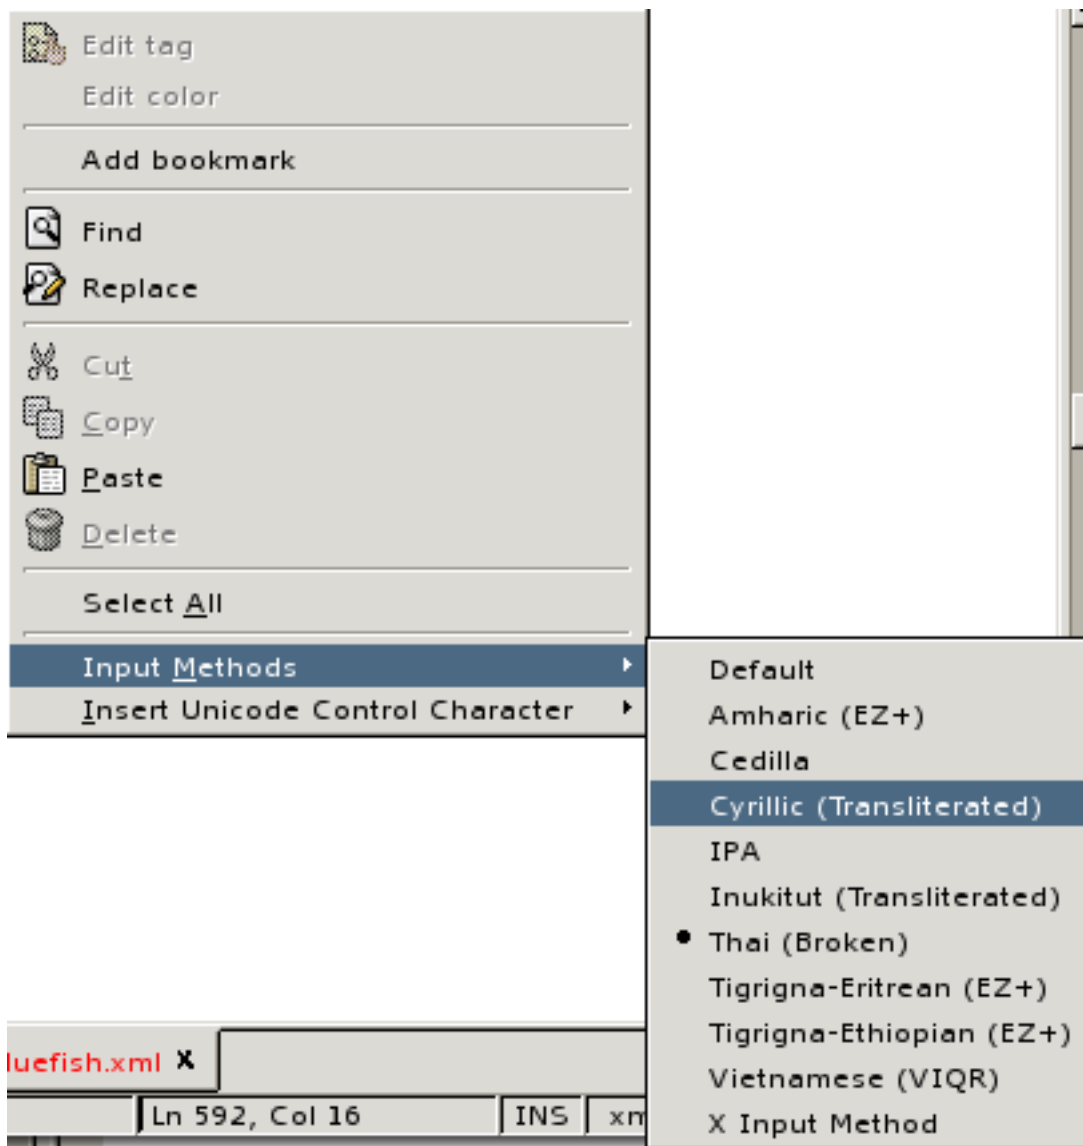 Edit tag
Edit color
Add bookmark
Find
Replace
Cut
Copy
Paste
Delete
Select All
Input Methods
Insert Unicode Control Character
Default
Amharic (EZ+)
Cedilla
Cyrillic (Transliterated)
IPA
Inukitut (Transliterated)
Thai (Broken)
Tigrigna-Eritrean (EZ+)
Tigrigna-Ethiopian (EZ+)
Vietnamese (VIQR)
X Input Method
luefish.xml x
Ln 592, Col 16 INS xm